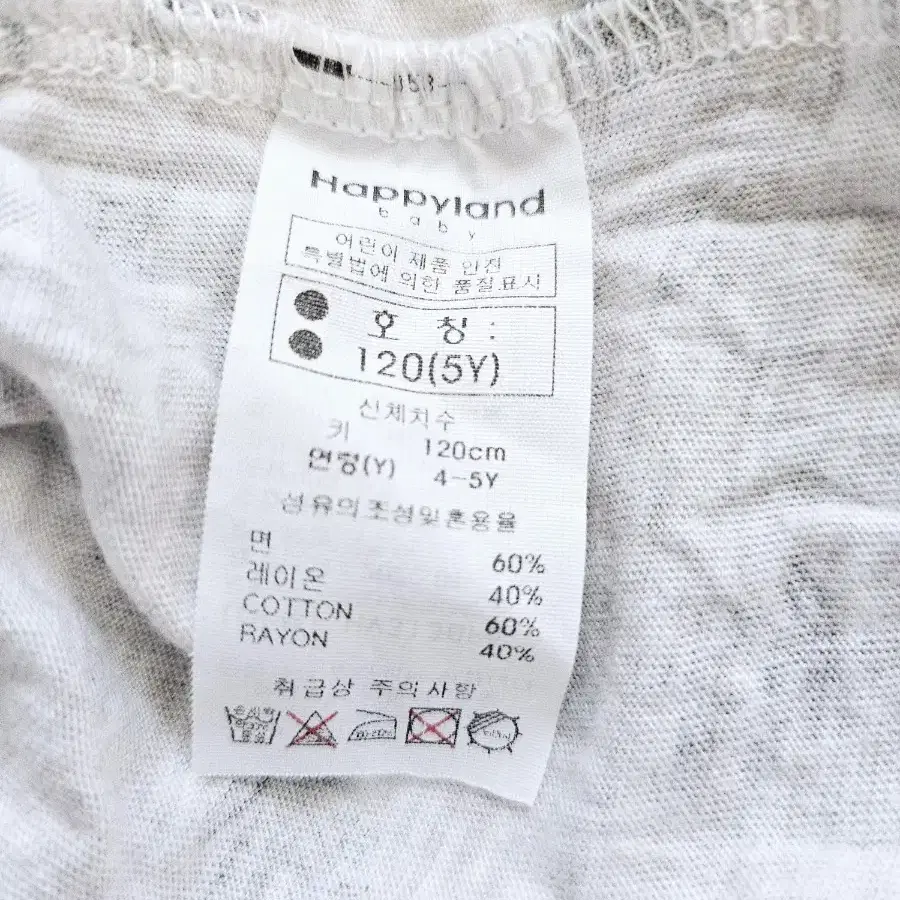 Happyland
baby
어린이 제품 안전
특별법에 의한 품질표시
호 칭 :
120(5Y)
신체치수
키 120cm
연령(Y) 4-5Y
섬유의조성및혼용율
면 60%
레이온 40%
COTTON 60%
RAYON 40%
취급상 주의사항